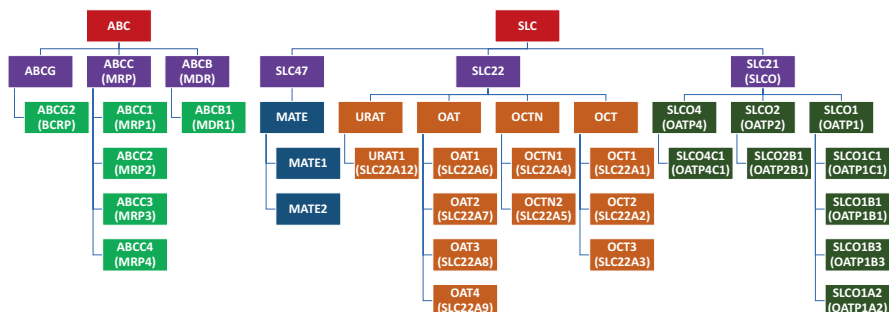 ABC
SLC
ABCG
ABCC
(MRP)
ABCB
(MDR)
SLC47
SLC22
SLC21
(SLCO)
ABCG2
(BCRP)
ABCC1
(MRP1)
ABCB1
(MDR1)
MATE
URAT
OAT
OCTN
OCT
SLCO4
(OATP4)
SLCO2
(OATP2)
SLCO1
(OATP1)
ABCC2
(MRP2)
MATE1
URAT1
(SLC22A12)
OAT1
(SLC22A6)
OCTN1
(SLC22A4)
OCT1
(SLC22A1)
SLCO4C1
(OATP4C1)
SLCO2B1
(OATP2B1)
SLCO1C1
(OATP1C1)
ABCC3
(MRP3)
MATE2
OAT2
(SLC22A7)
OCTN2
(SLC22A5)
OCT2
(SLC22A2)
SLCO1B1
(OATP1B1)
ABCC4
(MRP4)
OAT3
(SLC22A8)
OCT3
(SLC22A3)
SLCO1B3
(OATP1B3
OAT4
(SLC22A9)
SLCO1A2
(OATP1A2)